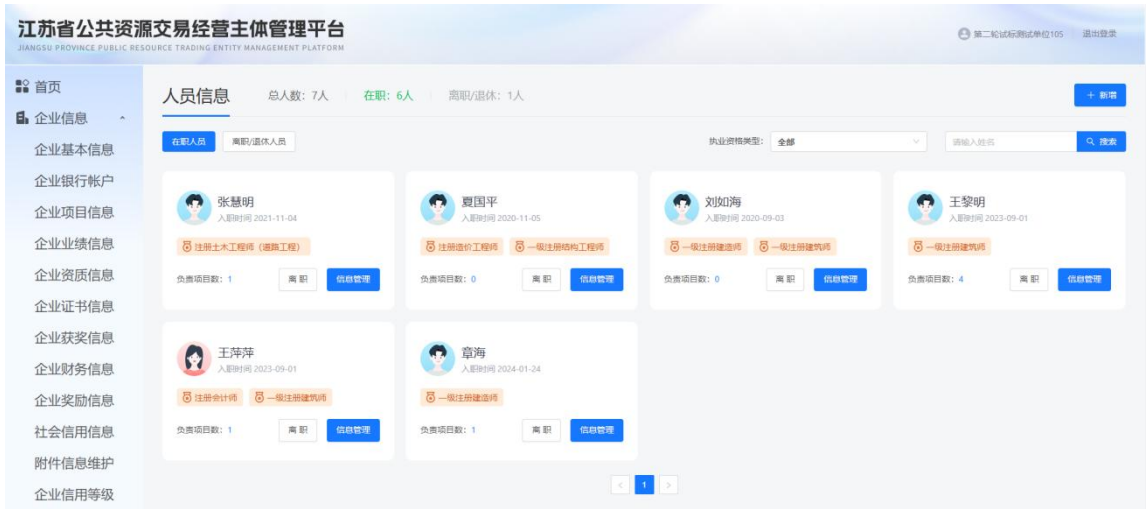 江苏省公共资源交易经营主体管理平台
JIANGSU PROVINCE PUBLIC RESOURCE TRADING ENTITY MANAGEMENT PLATFORM
第二轮试标测试单位105 退出登录
首页
企业信息
企业基本信息
企业银行帐户
企业项目信息
企业业绩信息
企业资质信息
企业证书信息
企业获奖信息
企业财务信息
企业奖励信息
社会信用信息
附件信息维护
企业信用等级
人员信息 总人数：7人 在职：6人 离职/退休：1人
+ 新增
在职人员 离职/退休人员 执业资格类型： 全部 请输入姓名 搜索
张慧明
入职时间 2021-11-04
注册土木工程师（道路工程）
负责项目数：1 离 职 信息管理
夏国平
入职时间 2020-11-05
注册造价工程师 一级注册结构工程师
负责项目数：0 离 职 信息管理
刘如海
入职时间 2020-09-03
一级注册建造师 一级注册建筑师
负责项目数：0 离 职 信息管理
王黎明
入职时间 2023-09-01
一级注册建筑师
负责项目数：4 离 职 信息管理
王萍萍
入职时间 2023-09-01
注册会计师 一级注册建筑师
负责项目数：1 离 职 信息管理
章海
入职时间 2024-01-24
一级注册建造师
负责项目数：1 离 职 信息管理
< 1 >